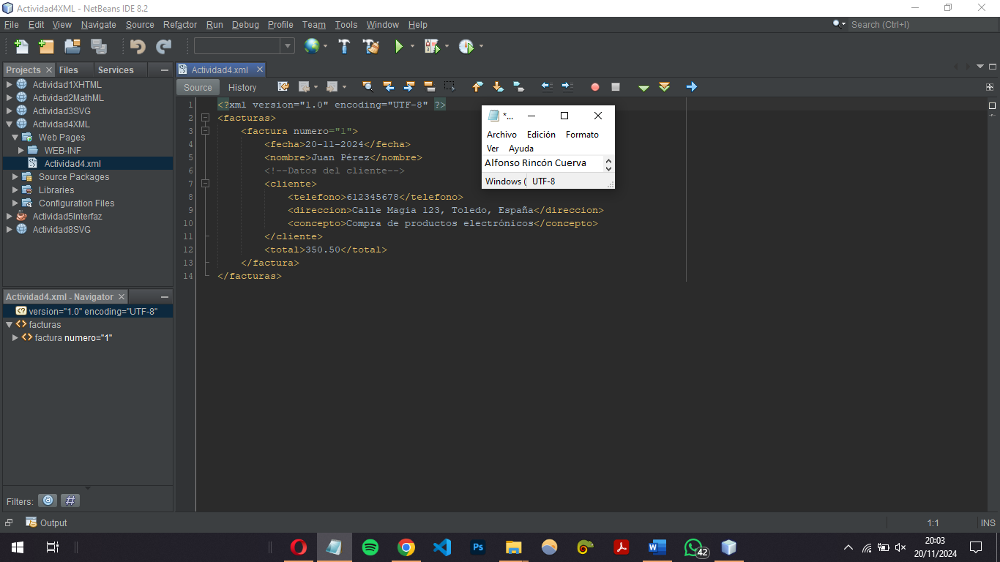 Actividad4XML - NetBeans IDE 8.2
File Edit View Navigate Source Refactor Run Debug Profile Team Tools Window Help
Search (Ctrl+I)
Projects Files Services
Actividad1XHTML
Actividad2MathML
Actividad3SVG
Actividad4XML
Web Pages
WEB-INF
Actividad4.xml
Source Packages
Libraries
Configuration Files
Actividad5Interfaz
Actividad8SVG
Actividad4.xml - Navigator
version="1.0" encoding="UTF-8"
facturas
factura numero="1"
Filters: @ #
Actividad4.xml
Source History
1 <?xml version="1.0" encoding="UTF-8" ?>
2 <facturas>
3 <factura numero="1">
4 <fecha>20-11-2024</fecha>
5 <nombre>Juan Pérez</nombre>
6 <!--Datos del cliente-->
7 <cliente>
8 <telefono>612345678</telefono>
9 <direccion>Calle Magia 123, Toledo, España</direccion>
10 <concepto>Compra de productos electrónicos</concepto>
11 </cliente>
12 <total>350.50</total>
13 </factura>
14 </facturas>
*...
Archivo Edición Formato
Ver Ayuda
Alfonso Rincón Cuerva
Windows ( UTF-8
Output
1:1 INS
Ps
42
20:03
20/11/2024